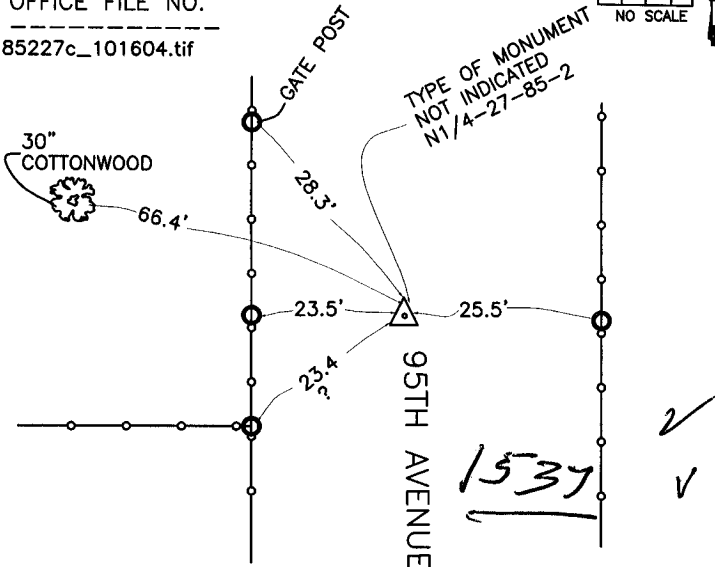 OFFICE FILE NO.
85227c_101604.tif
NO SCALE
GATE POST
TYPE OF MONUMENT
NOT INDICATED
N1/4-27-85-2
30"
COTTONWOOD
28.3'
66.4'
23.5'
25.5'
23.4
?
95TH AVENUE